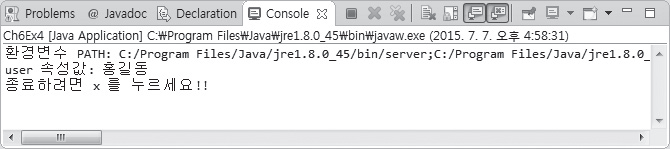 Problems @ Javadoc Declaration Console
Ch6Ex4 [Java Application] C:₩Program Files₩Java₩jre1.8.0_45₩bin₩javaw.exe (2015. 7. 7. 오후 4:58:31)
환경변수 PATH: C:/Program Files/Java/jre1.8.0_45/bin/server;C:/Program Files/Java/jre1.8.0_
user 속성값: 홍길동
종료하려면 x 를 누르세요!!